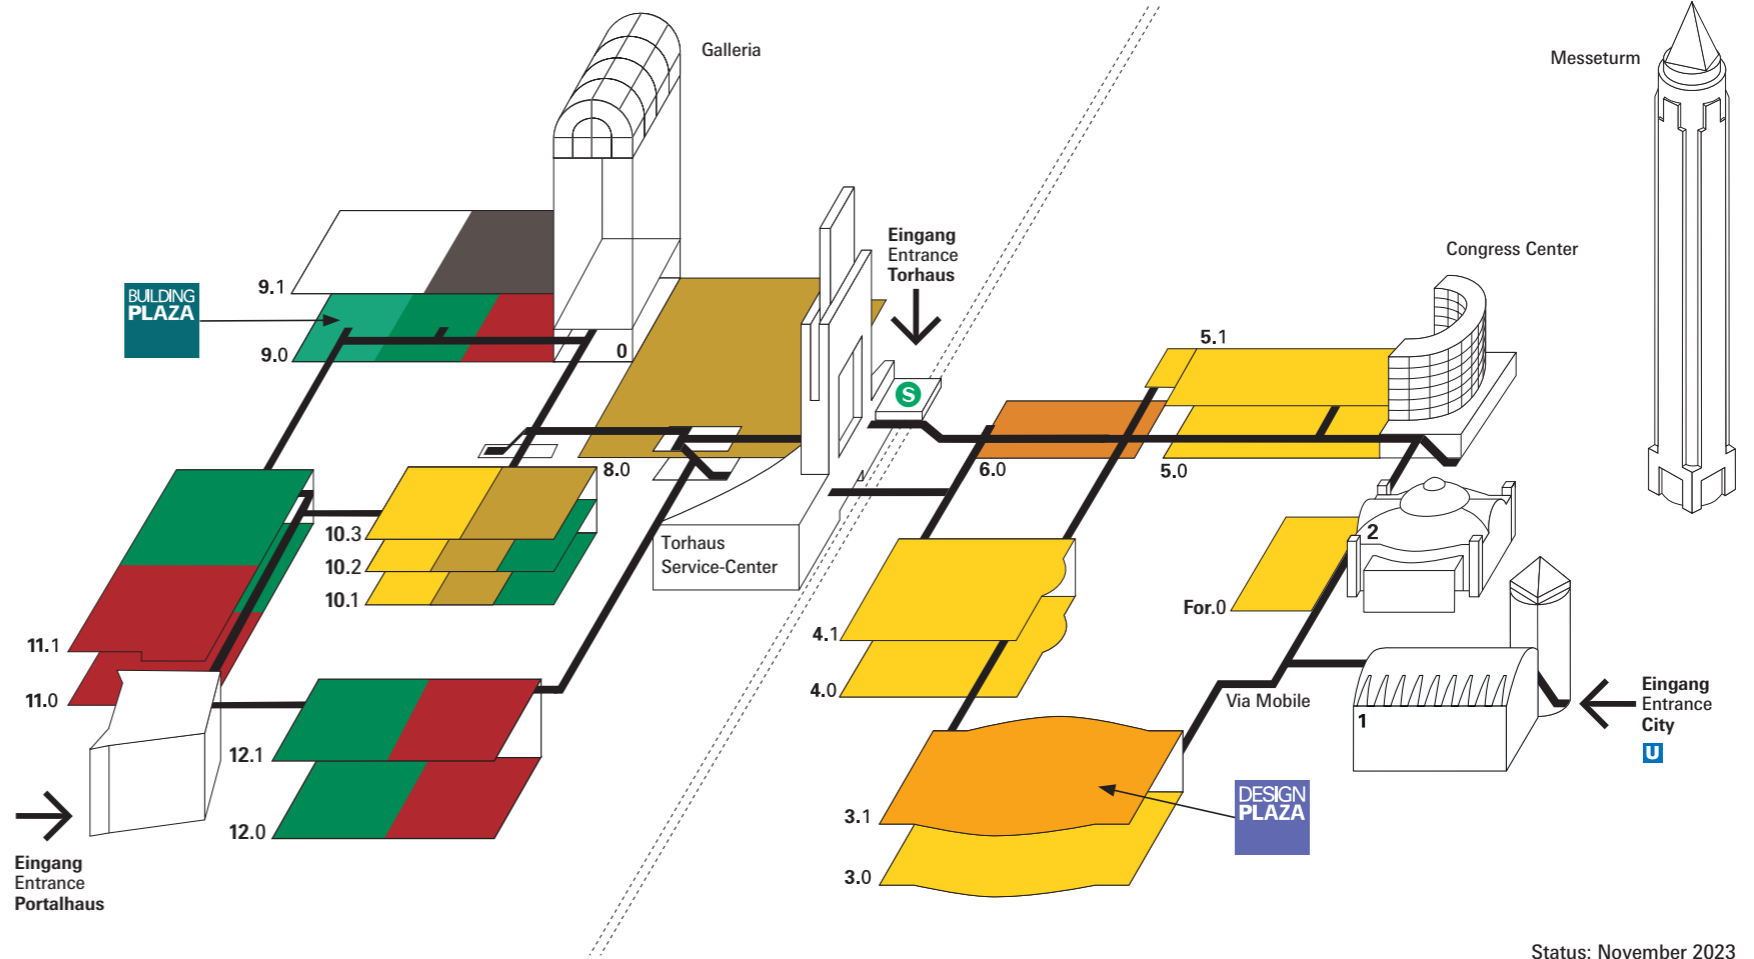 Galleria
Messeturm
Eingang
Entrance
Torhaus
Congress Center
9.1
BUILDING
PLAZA
9.0
0
S
5.1
8.0
6.0
5.0
10.3
10.2
10.1
Torhaus
Service-Center
2
For.0
11.1
11.0
4.1
4.0
Via Mobile
1
Eingang
Entrance
City
U
12.1
12.0
3.1
3.0
DESIGN
PLAZA
Eingang
Entrance
Portalhaus
Status: November 2023